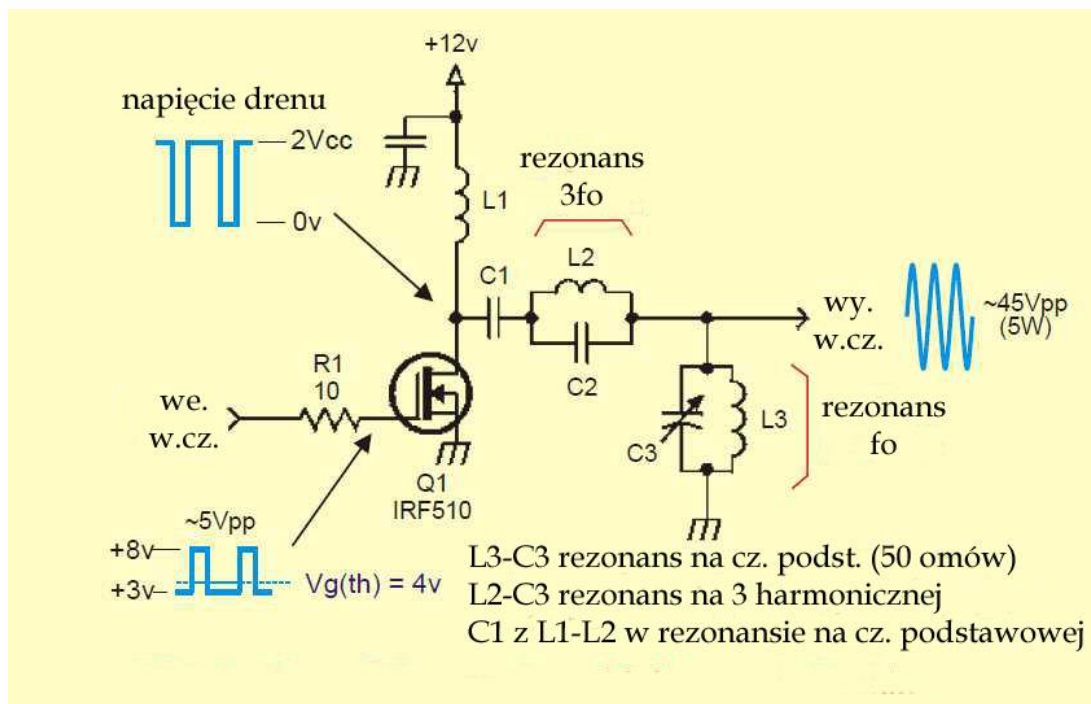 +12v
napięcie drenu
2Vcc
0v
L1
rezonans
3fo
L2
C1
C2
wy.
w.cz.
~45Vpp
(5W)
R1
10
we.
w.cz.
C3
L3
rezonans
fo
Q1
IRF510
~5Vpp
+8v
+3v
Vg(th) = 4v
L3-C3 rezonans na cz. podst. (50 omów)
L2-C3 rezonans na 3 harmonicznej
C1 z L1-L2 w rezonansie na cz. podstawowej